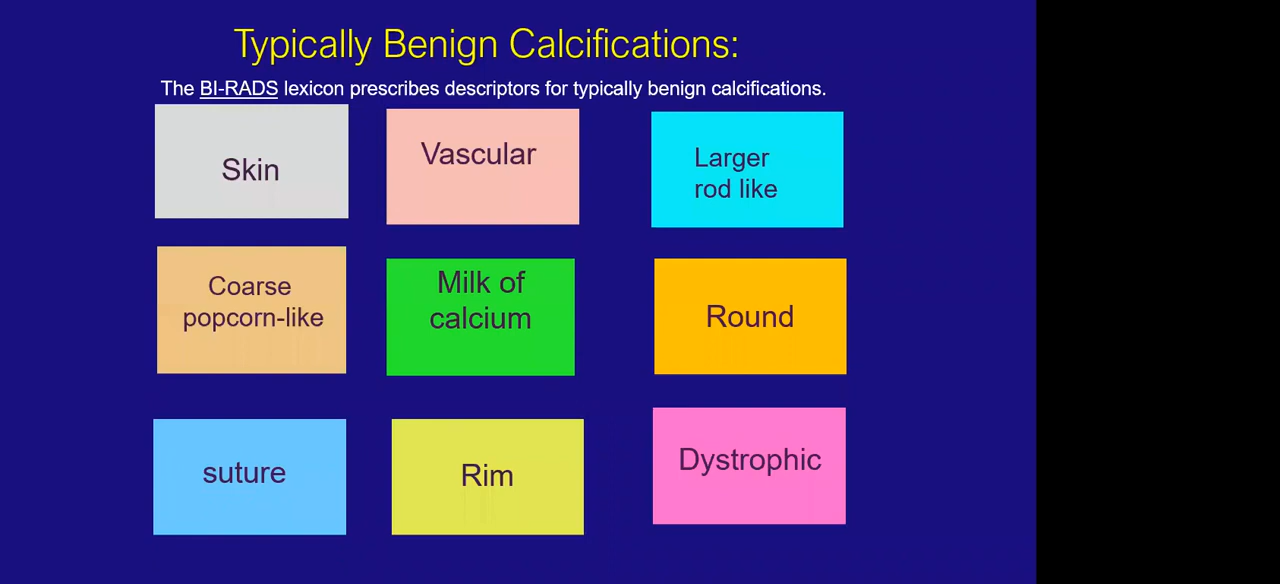 Typically Benign Calcifications:
The BI-RADS lexicon prescribes descriptors for typically benign calcifications.
Skin
Vascular
Larger
rod like
Coarse
popcorn-like
Milk of
calcium
Round
suture
Rim
Dystrophic